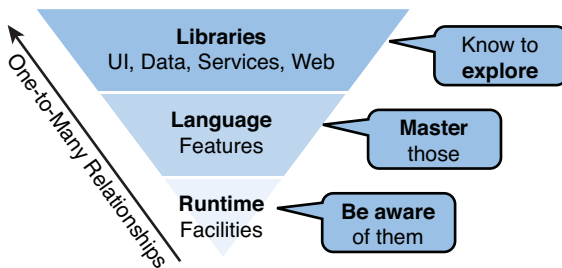 Libraries
UI, Data, Services, Web
Know to
explore
One-to-Many Relationships
Language
Features
Master
those
Runtime
Facilities
Be aware
of them